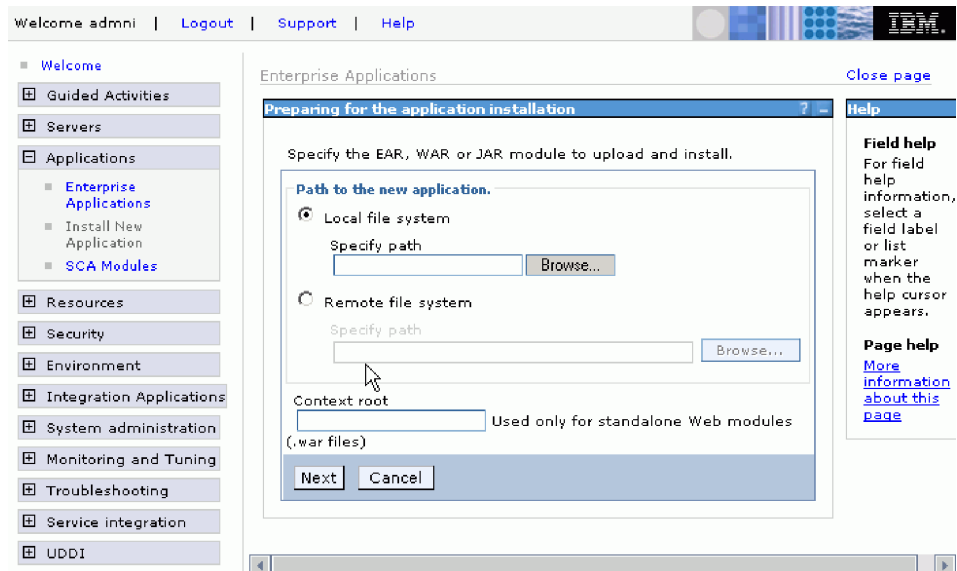 Welcome admni | Logout | Support | Help
IBM.
Welcome
Guided Activities
Servers
Applications
Enterprise
Applications
Install New
Application
SCA Modules
Resources
Security
Environment
Integration Applications
System administration
Monitoring and Tuning
Troubleshooting
Service integration
UDDI
Enterprise Applications
Close page
Preparing for the application installation ? –
Specify the EAR, WAR or JAR module to upload and install.
Path to the new application.
Local file system
Specify path
Browse...
Remote file system
Specify path
Browse...
Context root
Used only for standalone Web modules
(.war files)
Next Cancel
Help
Field help
For field
help
information,
select a
field label
or list
marker
when the
help cursor
appears.
Page help
More
information
about this
page